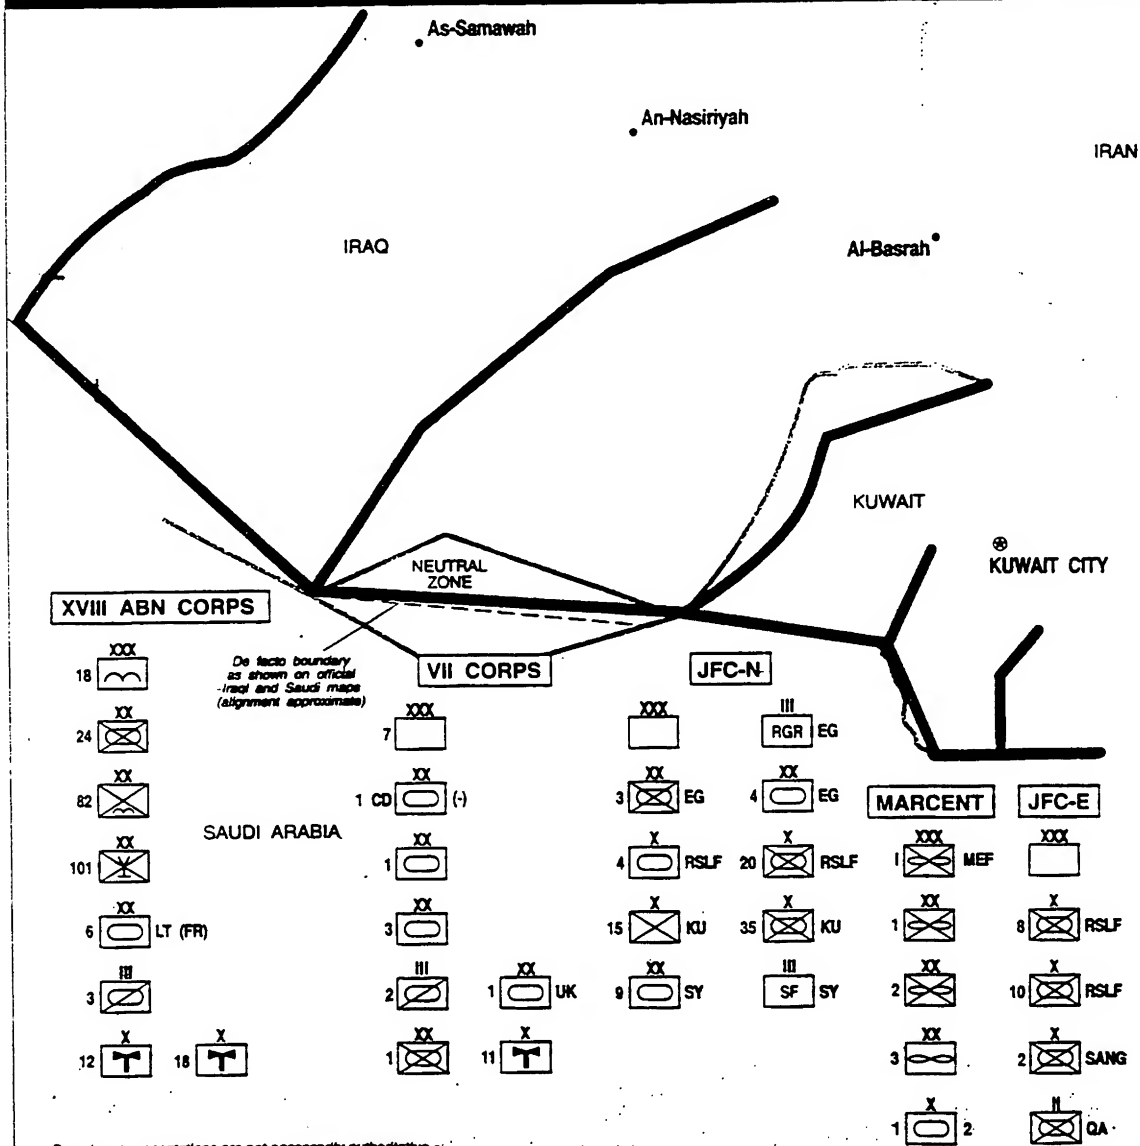 As-Samawah
An-Nasiriyah
IRAN
IRAQ
Al-Basrah
KUWAIT
KUWAIT CITY
NEUTRAL
ZONE
De facto boundary
as shown on official
Iraqi and Saudi maps
(alignment approximate)
SAUDI ARABIA
XVIII ABN CORPS
XXX
18
XX
24
XX
82
XX
101
XX
6 LT (FR)
III
3
X
12
X
18
VII CORPS
XXX
7
XX
1 CD (-)
XX
1
XX
3
III
2
XX
1 UK
XX
1
X
11
JFC-N
XXX
III
RGR EG
XX
3 EG
XX
4 EG
X
4 RSLF
X
20 RSLF
X
15 KU
X
35 KU
XX
9 SY
III
SF SY
MARCENT
XXX
I MEF
XX
1
XX
2
XX
3
X
1 2
JFC-E
XXX
X
8 RSLF
X
10 RSLF
X
2 SANG
II
QA
are not necessarily authoritative